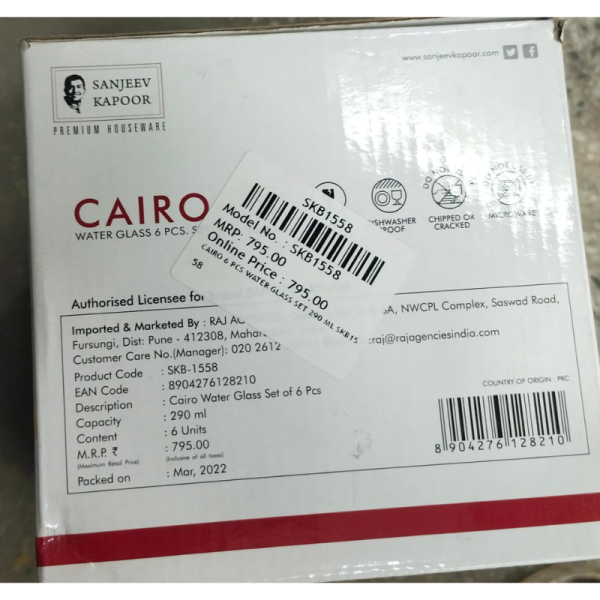 www.sanjeevkapoor.com
SANJEEV
KAPOOR
PREMIUM HOUSEWARE
CAIRO
WATER GLASS 6 PCS. S
CHIPPED OR
CRACKED
MICROWAVE
SKB1558
Model No. : SKB1558
MRP : 795.00
Online Price : 795.00
CAIRO 6 PCS WATER GLASS SET 290 ML SKB15
58
Authorised Licensee for
Imported & Marketed By : RAJ AG 5A, NWCPL Complex, Saswad Road,
Fursungi, Dist: Pune - 412308, Mahara :raj@rajagenciesindia.com
Customer Care No.(Manager): 020 2612
Product Code : SKB-1558
EAN Code : 8904276128210
Description : Cairo Water Glass Set of 6 Pcs
Capacity : 290 ml
Content : 6 Units
M.R.P. ₹ : 795.00
(Maximum Retail Price) (Inclusive of all taxes)
Packed on : Mar, 2022
COUNTRY OF ORIGIN : PRC
8 904276 128210